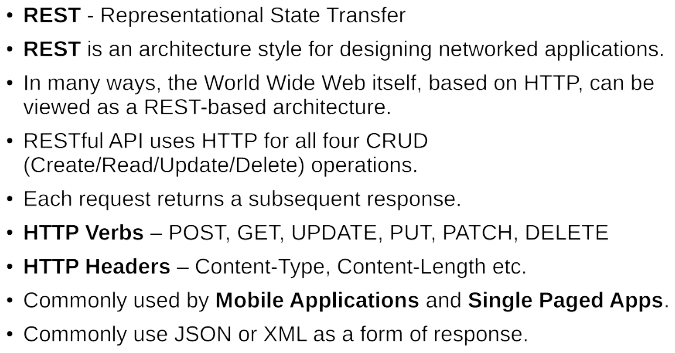 • REST - Representational State Transfer
• REST is an architecture style for designing networked applications.
• In many ways, the World Wide Web itself, based on HTTP, can be
viewed as a REST-based architecture.
• RESTful API uses HTTP for all four CRUD
(Create/Read/Update/Delete) operations.
• Each request returns a subsequent response.
• HTTP Verbs – POST, GET, UPDATE, PUT, PATCH, DELETE
• HTTP Headers – Content-Type, Content-Length etc.
• Commonly used by Mobile Applications and Single Paged Apps.
• Commonly use JSON or XML as a form of response.